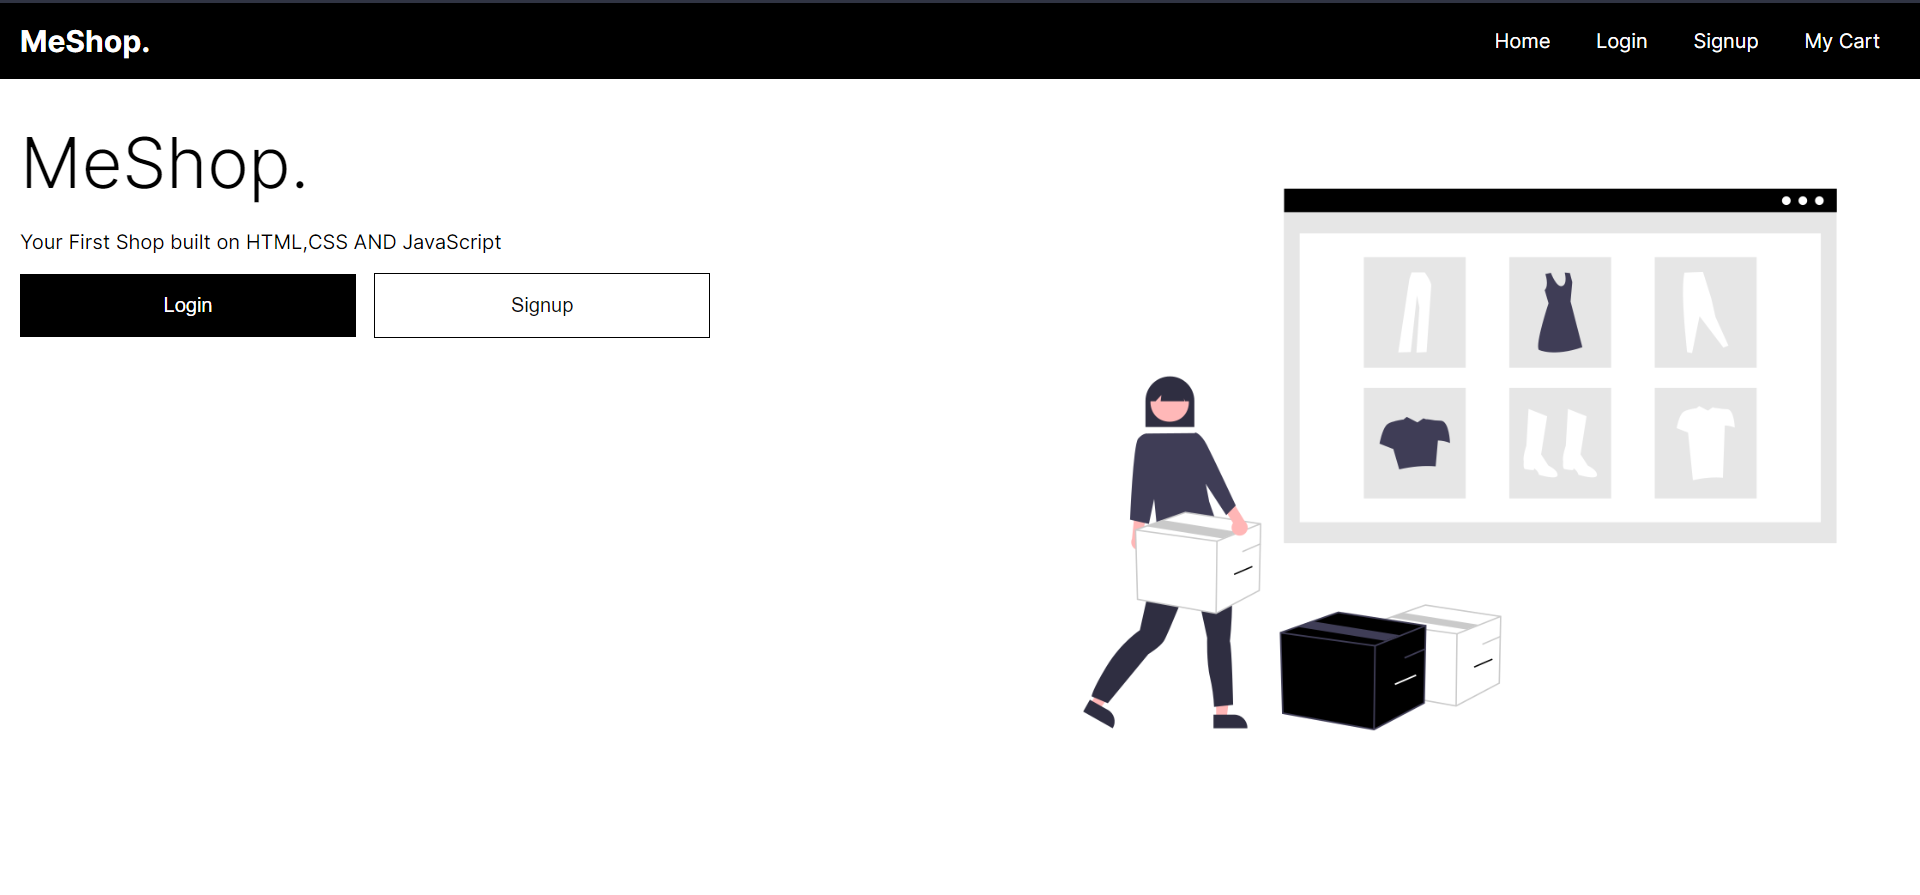 MeShop.
Home Login Signup My Cart
MeShop.
Your First Shop built on HTML,CSS AND JavaScript
Login Signup